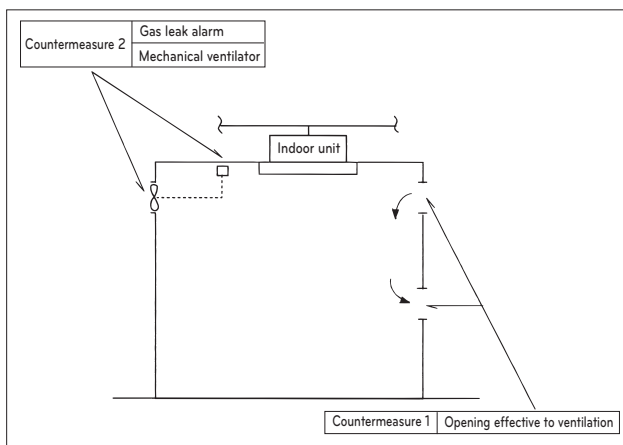 Countermeasure 2
Gas leak alarm
Mechanical ventilator
Indoor unit
Countermeasure 1
Opening effective to ventilation